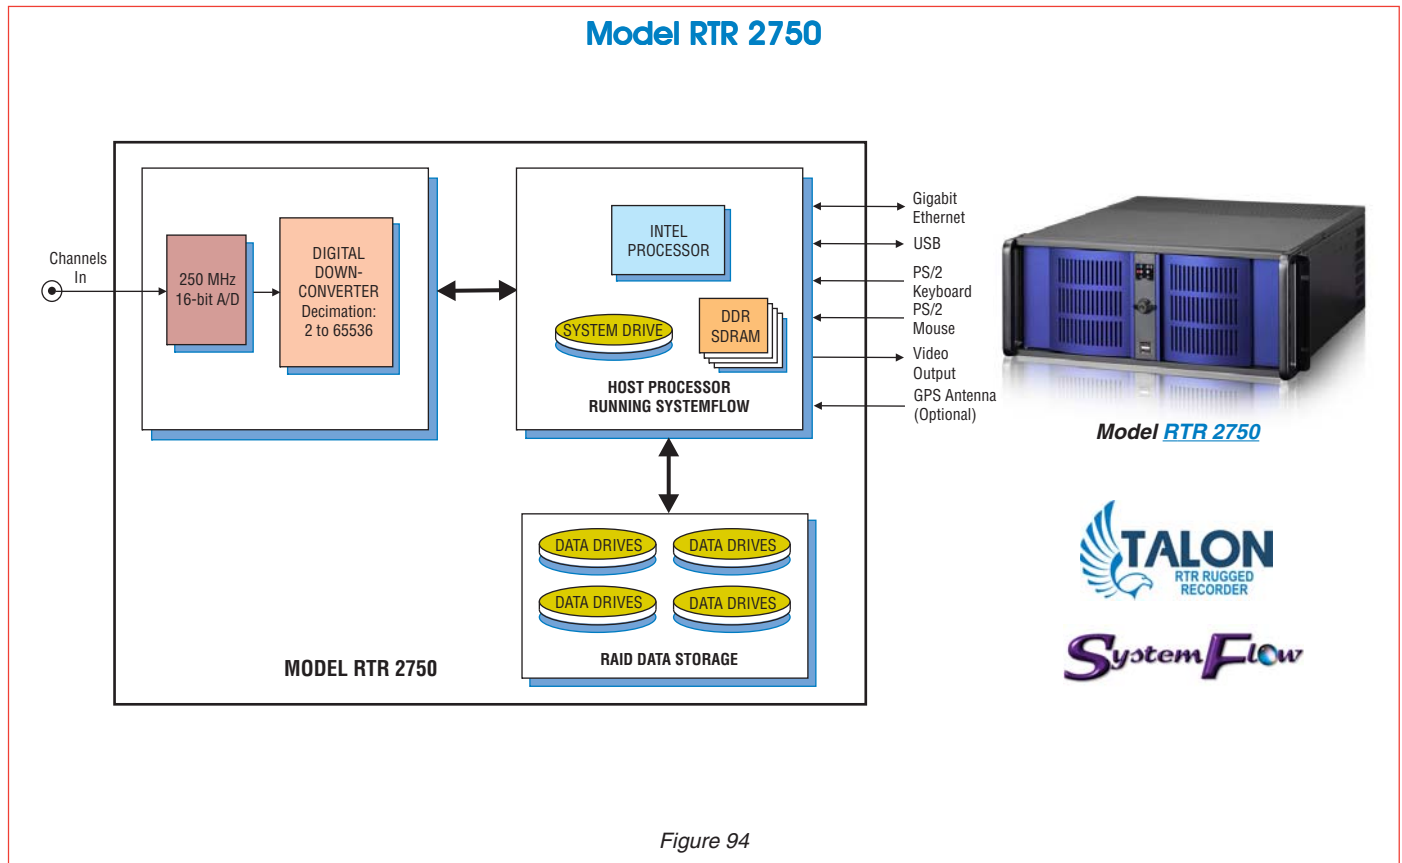 Model RTR 2750
Channels
In
250 MHz
16-bit A/D
DIGITAL
DOWN-
CONVERTER
Decimation:
2 to 65536
INTEL
PROCESSOR
SYSTEM DRIVE
DDR
SDRAM
HOST PROCESSOR
RUNNING SYSTEMFLOW
Gigabit
Ethernet
USB
PS/2
Keyboard
PS/2
Mouse
Video
Output
GPS Antenna
(Optional)
DATA DRIVES
DATA DRIVES
DATA DRIVES
DATA DRIVES
RAID DATA STORAGE
MODEL RTR 2750
Model RTR 2750
TALON
RTR RUGGED
RECORDER
SystemFlow
Figure 94